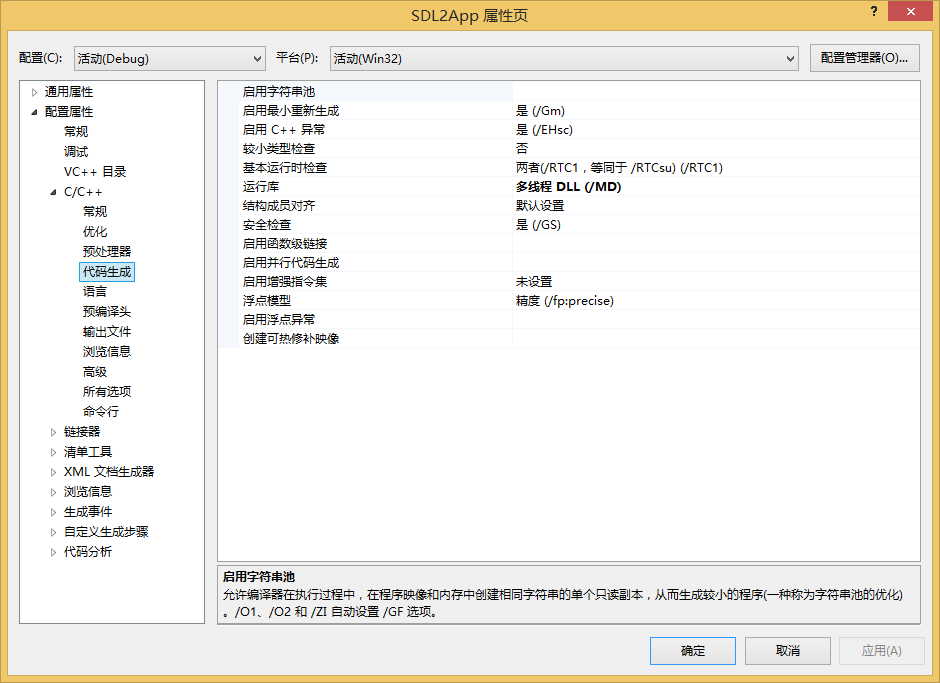 SDL2App 属性页
?
配置(C): 活动(Debug) 平台(P): 活动(Win32) 配置管理器(O)...
通用属性
配置属性
常规
调试
VC++ 目录
C/C++
常规
优化
预处理器
代码生成
语言
预编译头
输出文件
浏览信息
高级
所有选项
命令行
链接器
清单工具
XML 文档生成器
浏览信息
生成事件
自定义生成步骤
代码分析
启用字符串池
启用最小重新生成 是 (/Gm)
启用 C++ 异常 是 (/EHsc)
较小类型检查 否
基本运行时检查 两者(/RTC1，等同于 /RTCsu) (/RTC1)
运行库 多线程 DLL (/MD)
结构成员对齐 默认设置
安全检查 是 (/GS)
启用函数级链接
启用并行代码生成
启用增强指令集 未设置
浮点模型 精度 (/fp:precise)
启用浮点异常
创建可热修补映像
启用字符串池
允许编译器在执行过程中，在程序映像和内存中创建相同字符串的单个只读副本，从而生成较小的程序(一种称为字符串池的优化)
。/O1、/O2 和 /ZI 自动设置 /GF 选项。
确定 取消 应用(A)